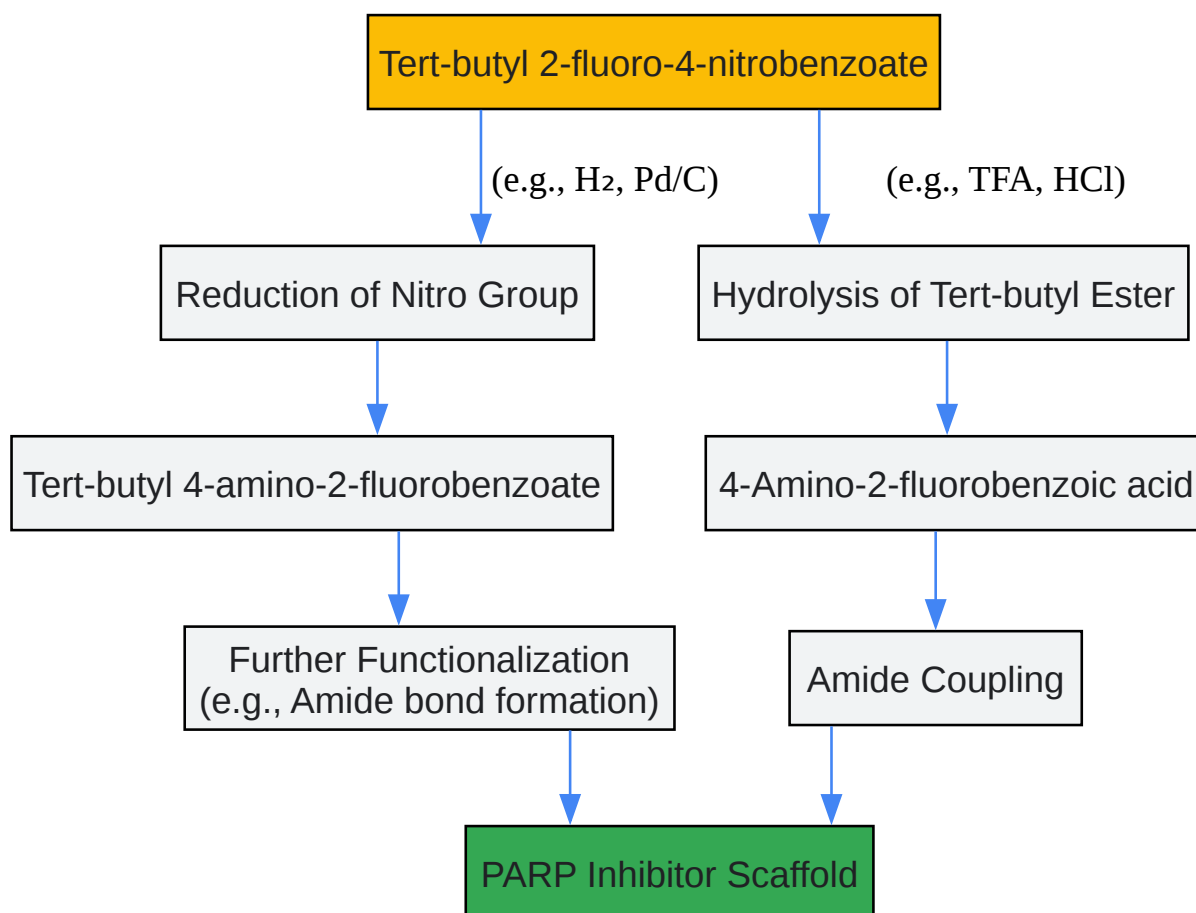 Tert-butyl 2-fluoro-4-nitrobenzoate
(e.g., H₂, Pd/C)
(e.g., TFA, HCl)
Reduction of Nitro Group
Hydrolysis of Tert-butyl Ester
Tert-butyl 4-amino-2-fluorobenzoate
4-Amino-2-fluorobenzoic acid
Further Functionalization
(e.g., Amide bond formation)
Amide Coupling
PARP Inhibitor Scaffold